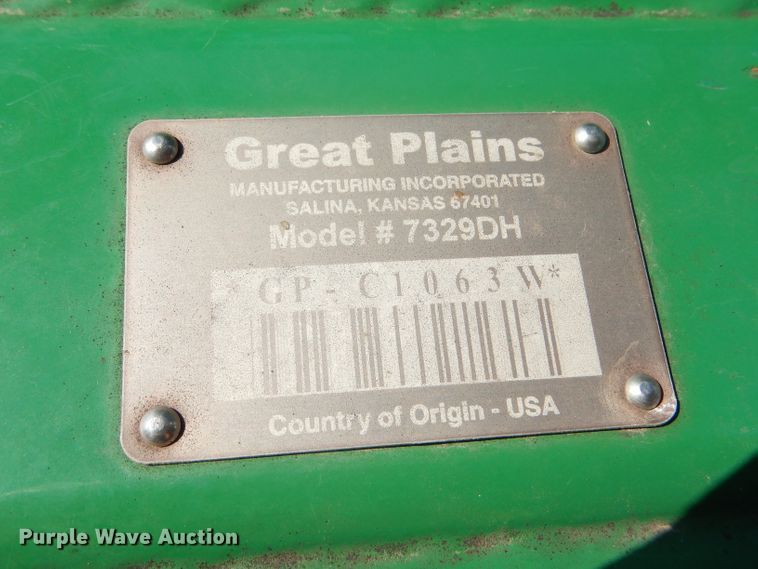 Great Plains
MANUFACTURING INCORPORATED
SALINA, KANSAS 67401
Model # 7329DH
*GP-C1063W*
Country of Origin - USA
Purple Wave Auction